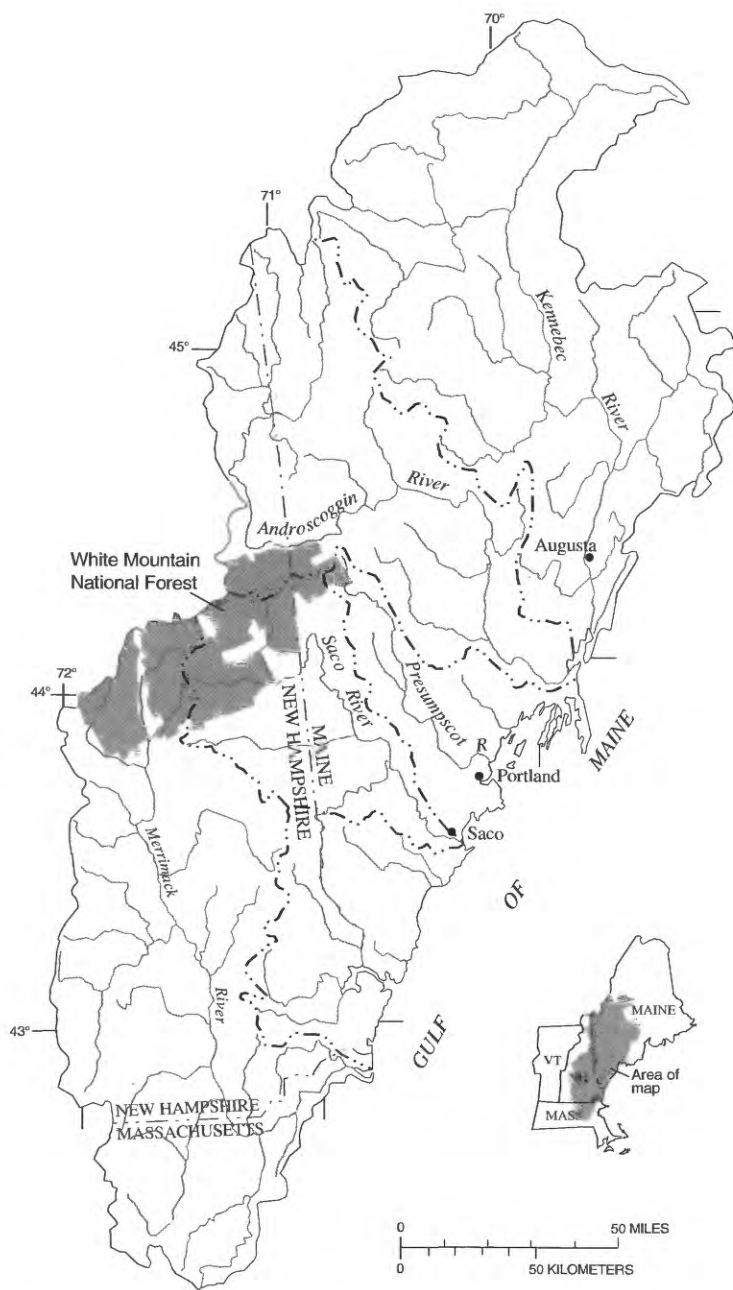 70°
71°
45°
Kennebec
River
River
Androscoggin
White Mountain
National Forest
Augusta
72°
44°
Saco
River
Presumpscot
R
MAINE
NEW HAMPSHIRE
Portland
MAINE
Saco
OF
GULF
Merrimack
River
43°
NEW HAMPSHIRE
MASSACHUSETTS
MAINE
VT
MAS
Area of
map
0 50 MILES
0 50 KILOMETERS